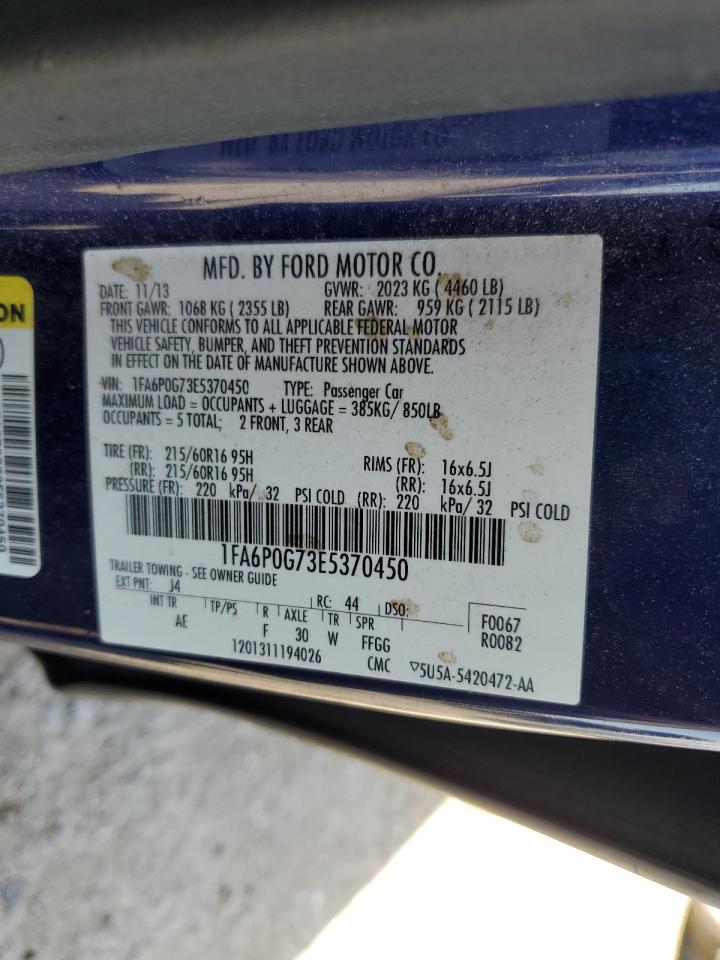 MFD. BY FORD MOTOR CO.
ON
MFD. BY FORD MOTOR CO.
DATE: 11/13 GVWR: 2023 KG ( 4460 LB)
FRONT GAWR: 1068 KG ( 2355 LB) REAR GAWR: 959 KG ( 2115 LB)
THIS VEHICLE CONFORMS TO ALL APPLICABLE FEDERAL MOTOR
VEHICLE SAFETY, BUMPER, AND THEFT PREVENTION STANDARDS
IN EFFECT ON THE DATE OF MANUFACTURE SHOWN ABOVE.
VIN: 1FA6P0G73E5370450 TYPE: Passenger Car
MAXIMUM LOAD = OCCUPANTS + LUGGAGE = 385KG/ 850LB
OCCUPANTS = 5 TOTAL; 2 FRONT, 3 REAR
TIRE (FR): 215/60R16 95H RIMS (FR): 16x6.5J
(RR): 215/60R16 95H (RR): 16x6.5J
PRESSURE (FR): 220 kPa/ 32 PSI COLD (RR): 220 kPa/ 32 PSI COLD
1FA6P0G73E5370450
TRAILER TOWING - SEE OWNER GUIDE
EXT PNT: J4 RC: 44 DSO:
INT TR TP/PS R AXLE TR SPR F0067
AE F 30 W FFGG R0082
1201311194026 CMC ▽5U5A-5420472-AA